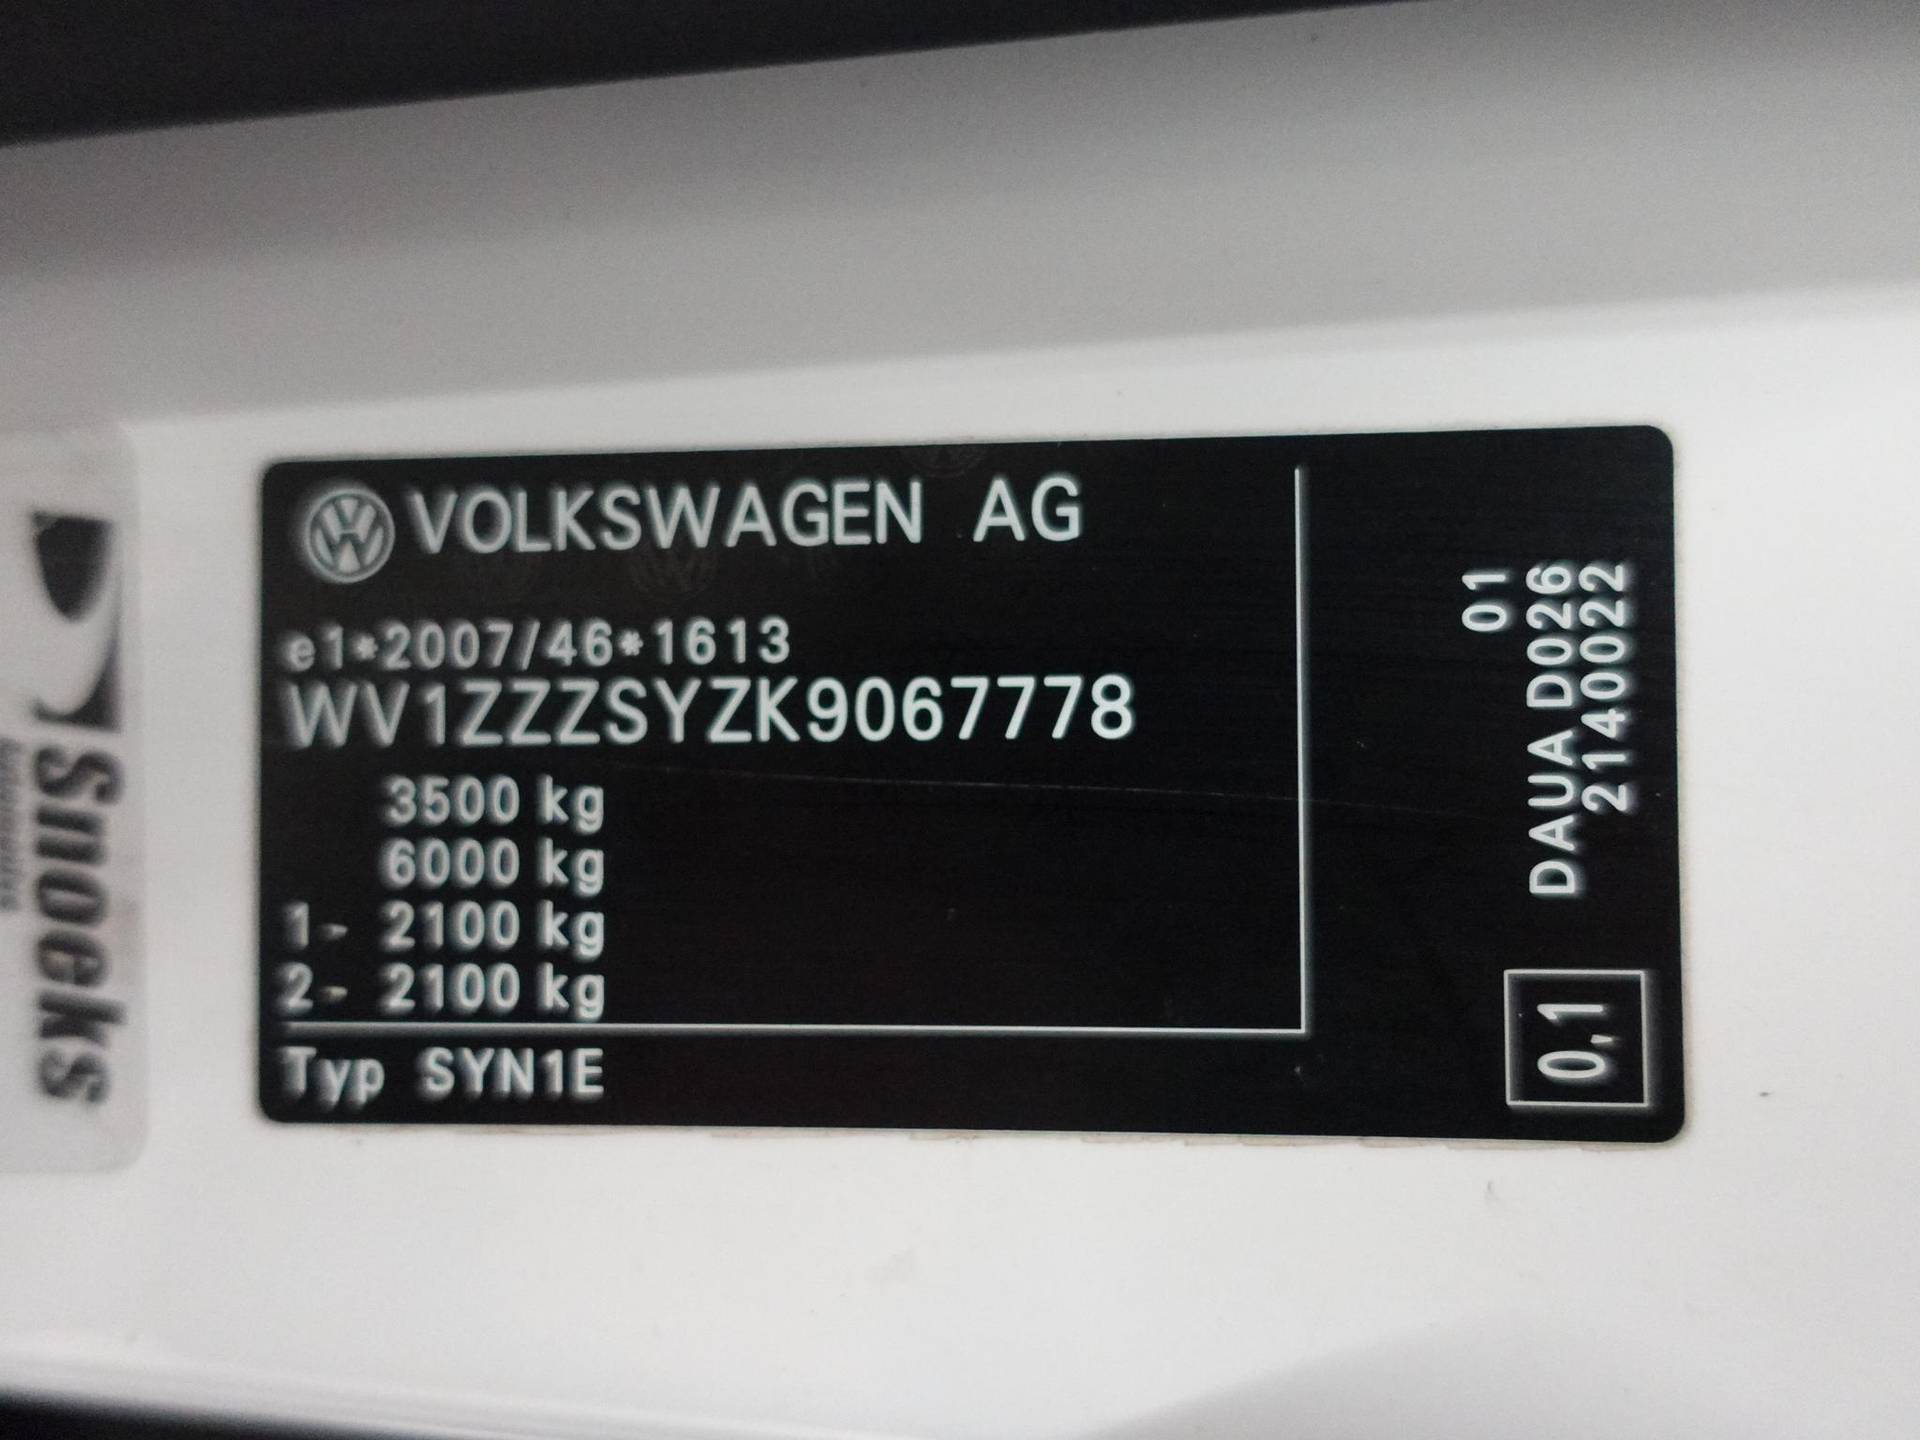 VOLKSWAGEN AG
e1*2007/46*1613
WV1ZZZSYZK9067778
3500 kg
6000 kg
1- 2100 kg
2- 2100 kg
Typ SYN1E
01
DAUA D026
2140022
0,1
Snoeks